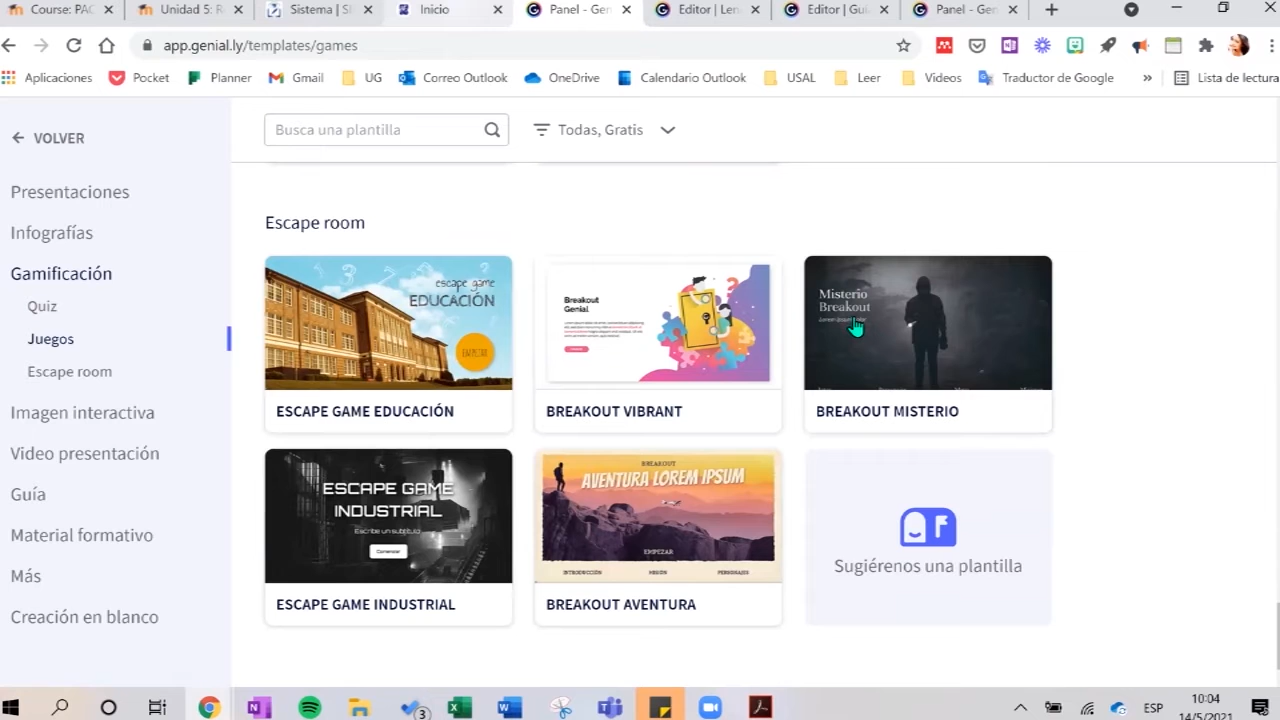 Course: PAC
Unidad 5: R
Sistema | S
Inicio
Panel - Gen
Editor | Len
Editor | Gui
Panel - Gen
app.genial.ly/templates/games
Aplicaciones
Pocket
Planner
Gmail
UG
Correo Outlook
OneDrive
Calendario Outlook
USAL
Leer
Videos
Traductor de Google
»
Lista de lectura
VOLVER
Busca una plantilla
Todas, Gratis
Presentaciones
Infografías
Gamificación
Quiz
Juegos
Escape room
Imagen interactiva
Video presentación
Guía
Material formativo
Más
Creación en blanco
Escape room
escape game
EDUCACIÓN
EMPEZAR
ESCAPE GAME EDUCACIÓN
Breakout
Genial
BREAKOUT VIBRANT
Misterio
Breakout
BREAKOUT MISTERIO
ESCAPE GAME
INDUSTRIAL
Escribe un subtítulo
Comenzar
ESCAPE GAME INDUSTRIAL
BREAKOUT
AVENTURA LOREM IPSUM
EMPEZAR
INTRODUCCIÓN
MISIÓN
PERSONAJES
BREAKOUT AVENTURA
Sugiérenos una plantilla
3
ESP
10:04
14/5/2021